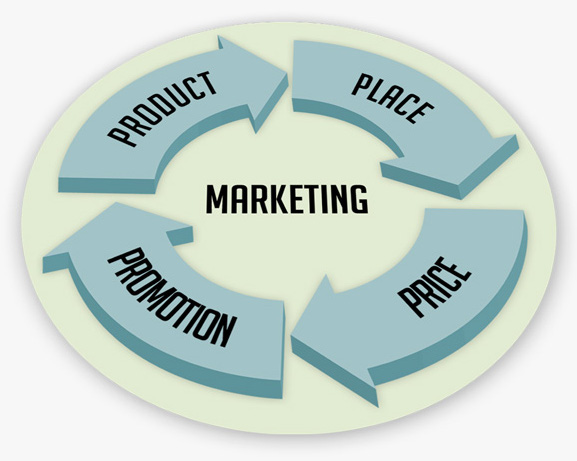 PRODUCT
PLACE
MARKETING
PROMOTION
PRICE